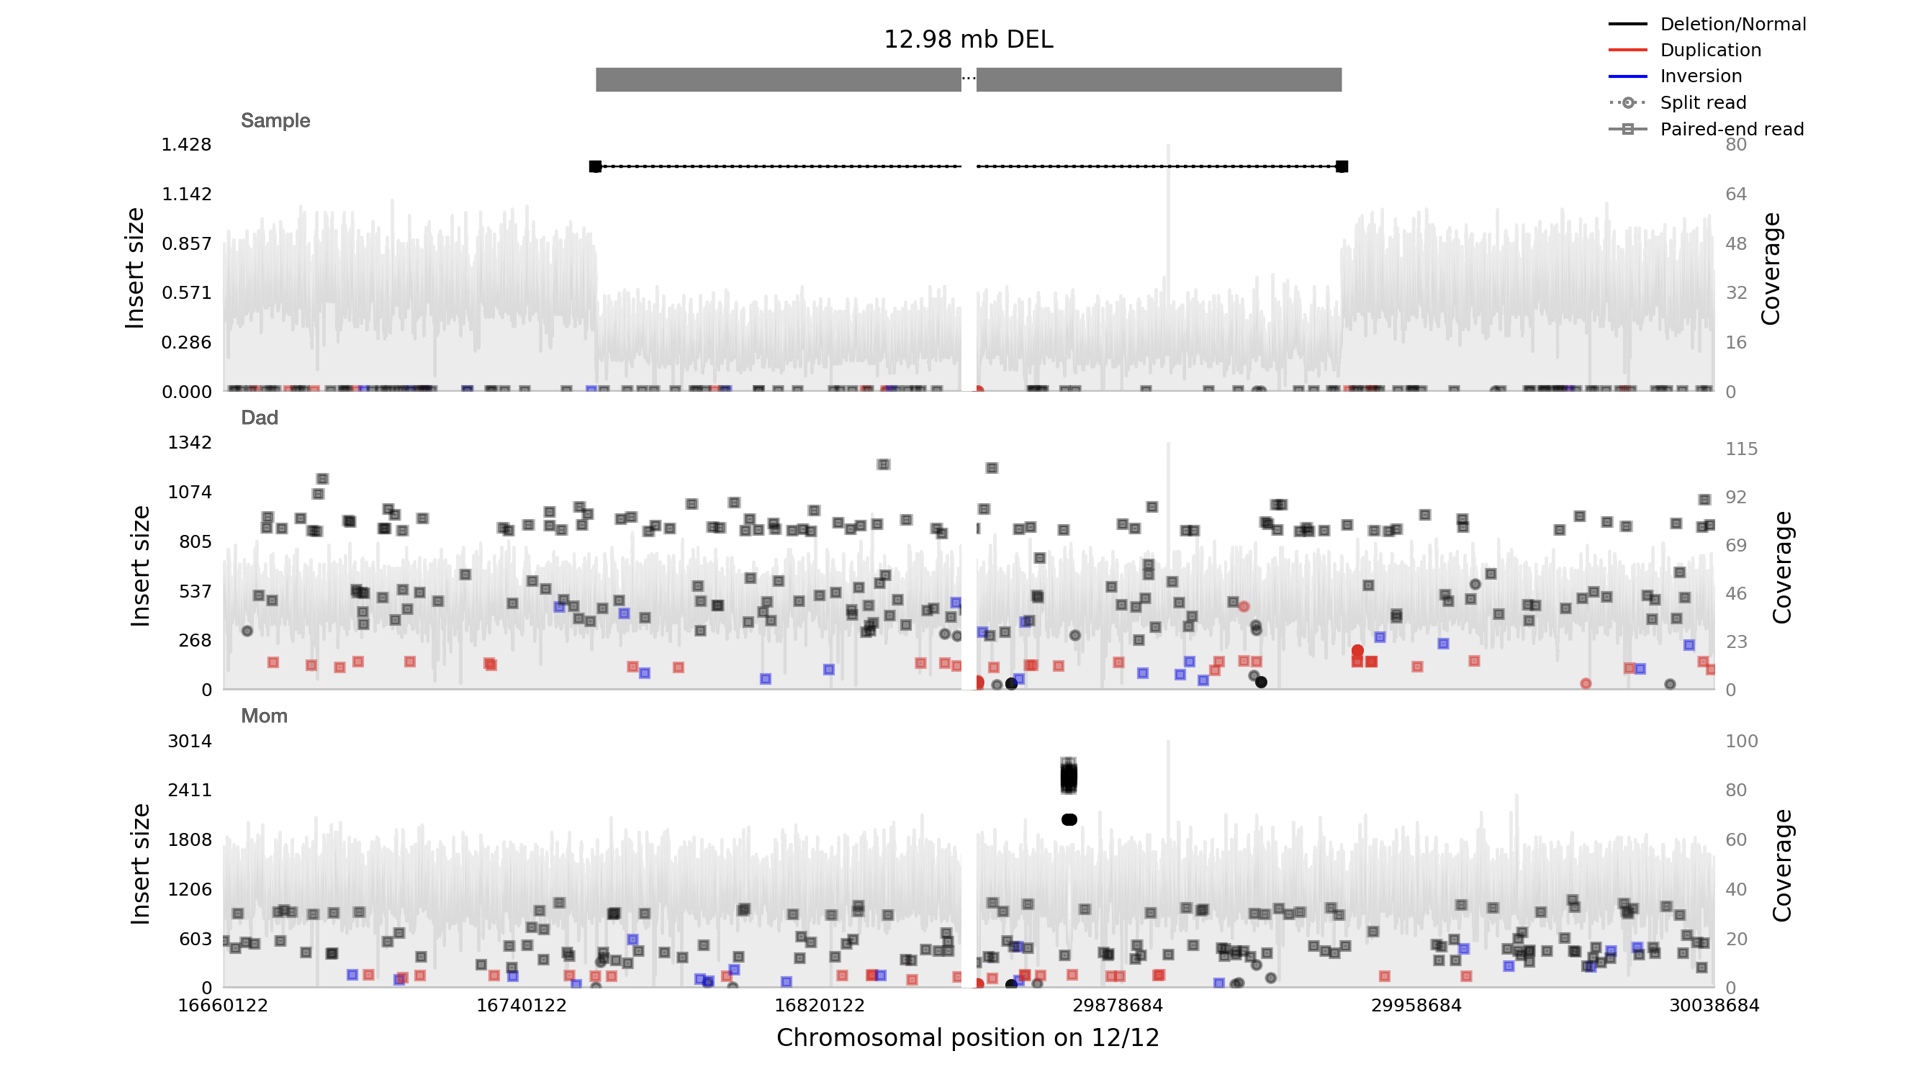 12.98 mb DEL
...
Deletion/Normal
Duplication
Inversion
Split read
Paired-end read
Sample
1.428
1.142
0.857
0.571
0.286
0.000
Insert size
80
64
48
32
16
0
Coverage
Dad
1342
1074
805
537
268
0
Insert size
115
92
69
46
23
0
Coverage
Mom
3014
2411
1808
1206
603
0
Insert size
100
80
60
40
20
0
Coverage
16660122 16740122 16820122 29878684 29958684 30038684
Chromosomal position on 12/12